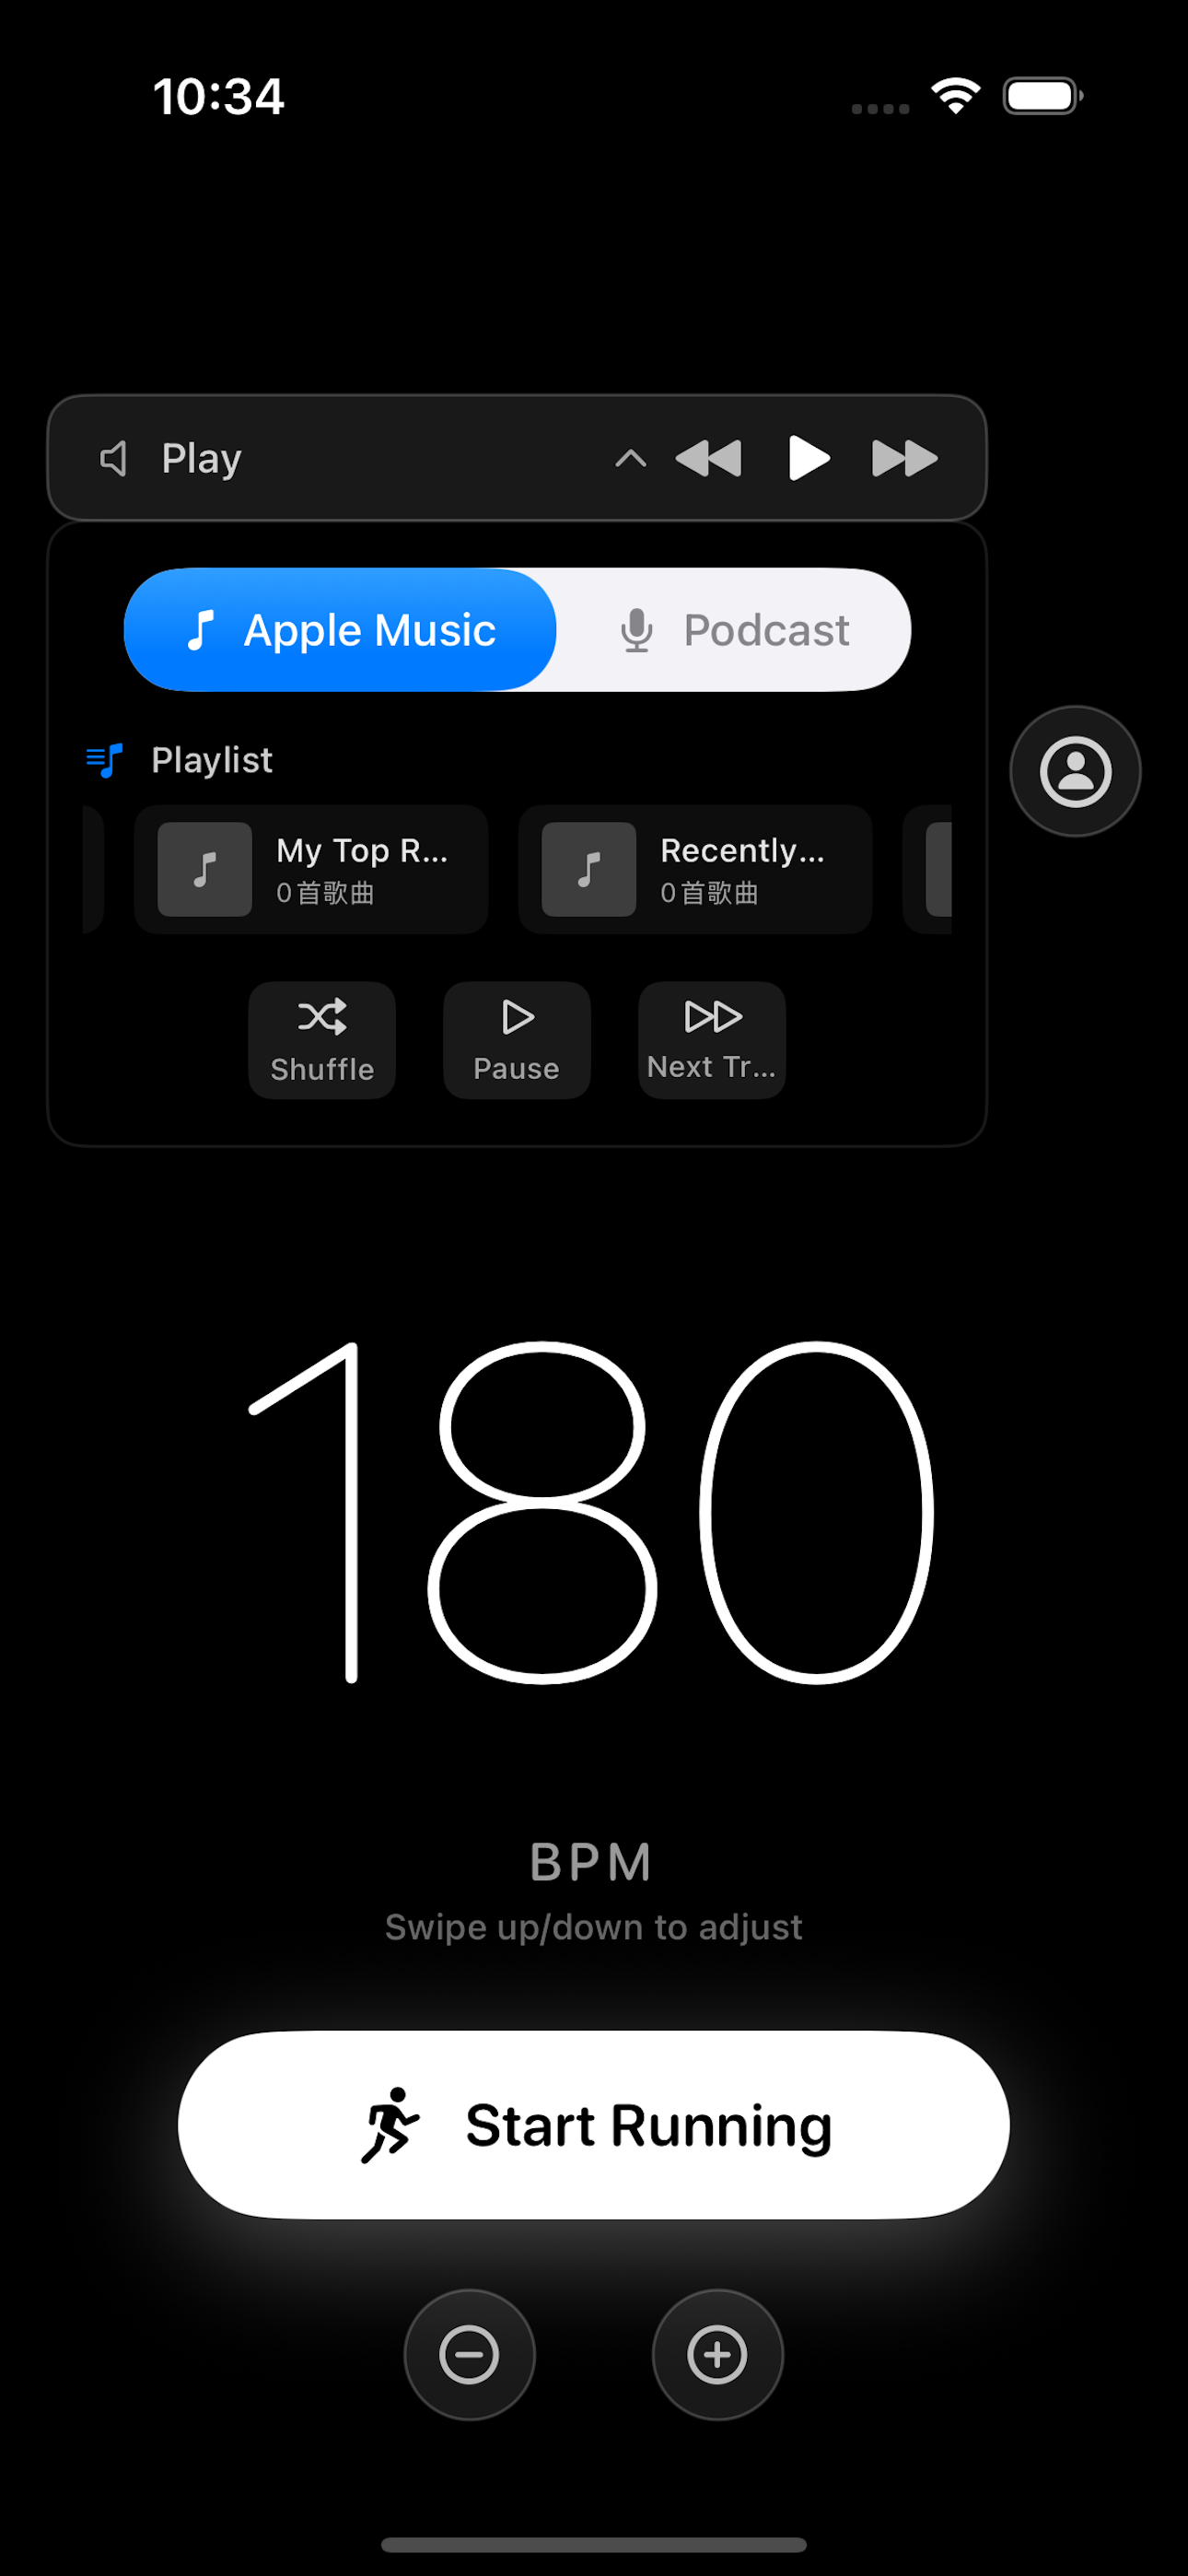 10:34
Play
Apple Music
Podcast
Playlist
My Top R...
0 首歌曲
Recently...
0 首歌曲
Shuffle
Pause
Next Tr...
180
BPM
Swipe up/down to adjust
Start Running